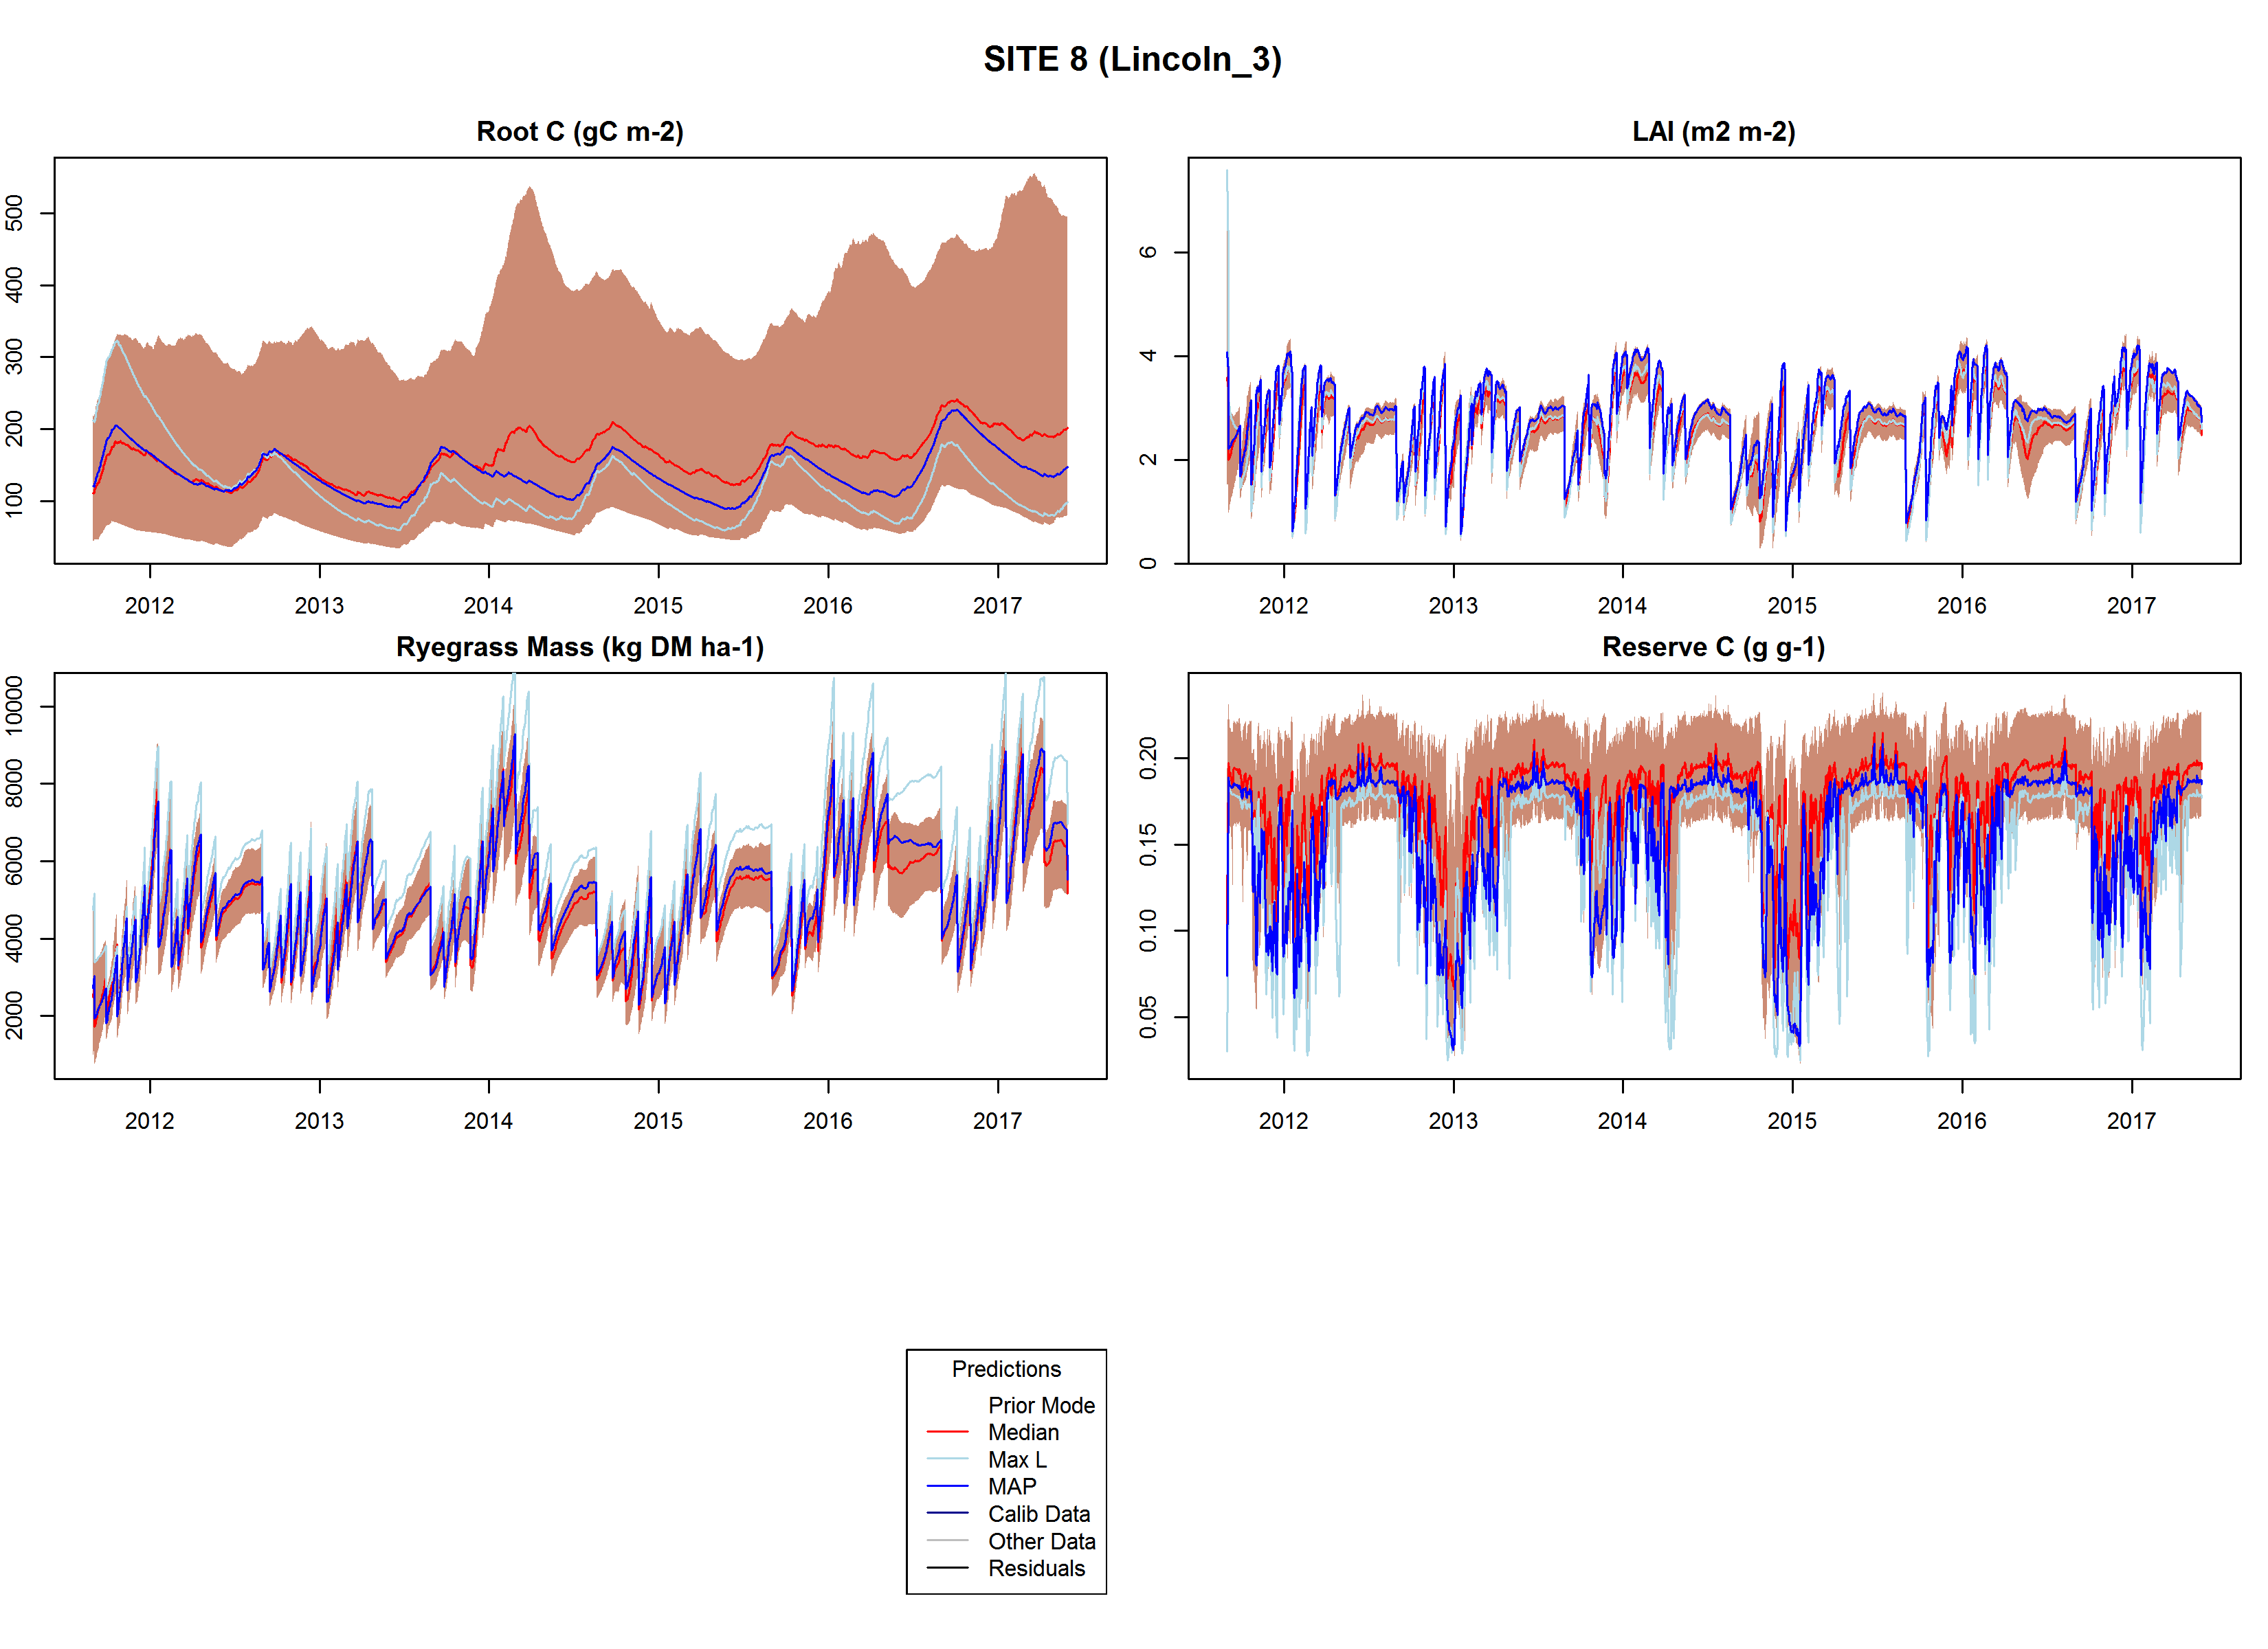 SITE 8 (Lincoln_3)
Root C (gC m-2)
500
400
300
200
100
2012 2013 2014 2015 2016 2017
LAI (m2 m-2)
6
4
2
0
2012 2013 2014 2015 2016 2017
Ryegrass Mass (kg DM ha-1)
10000
8000
6000
4000
2000
2012 2013 2014 2015 2016 2017
Reserve C (g g-1)
0.20
0.15
0.10
0.05
2012 2013 2014 2015 2016 2017
Predictions
Prior Mode
Median
Max L
MAP
Calib Data
Other Data
Residuals